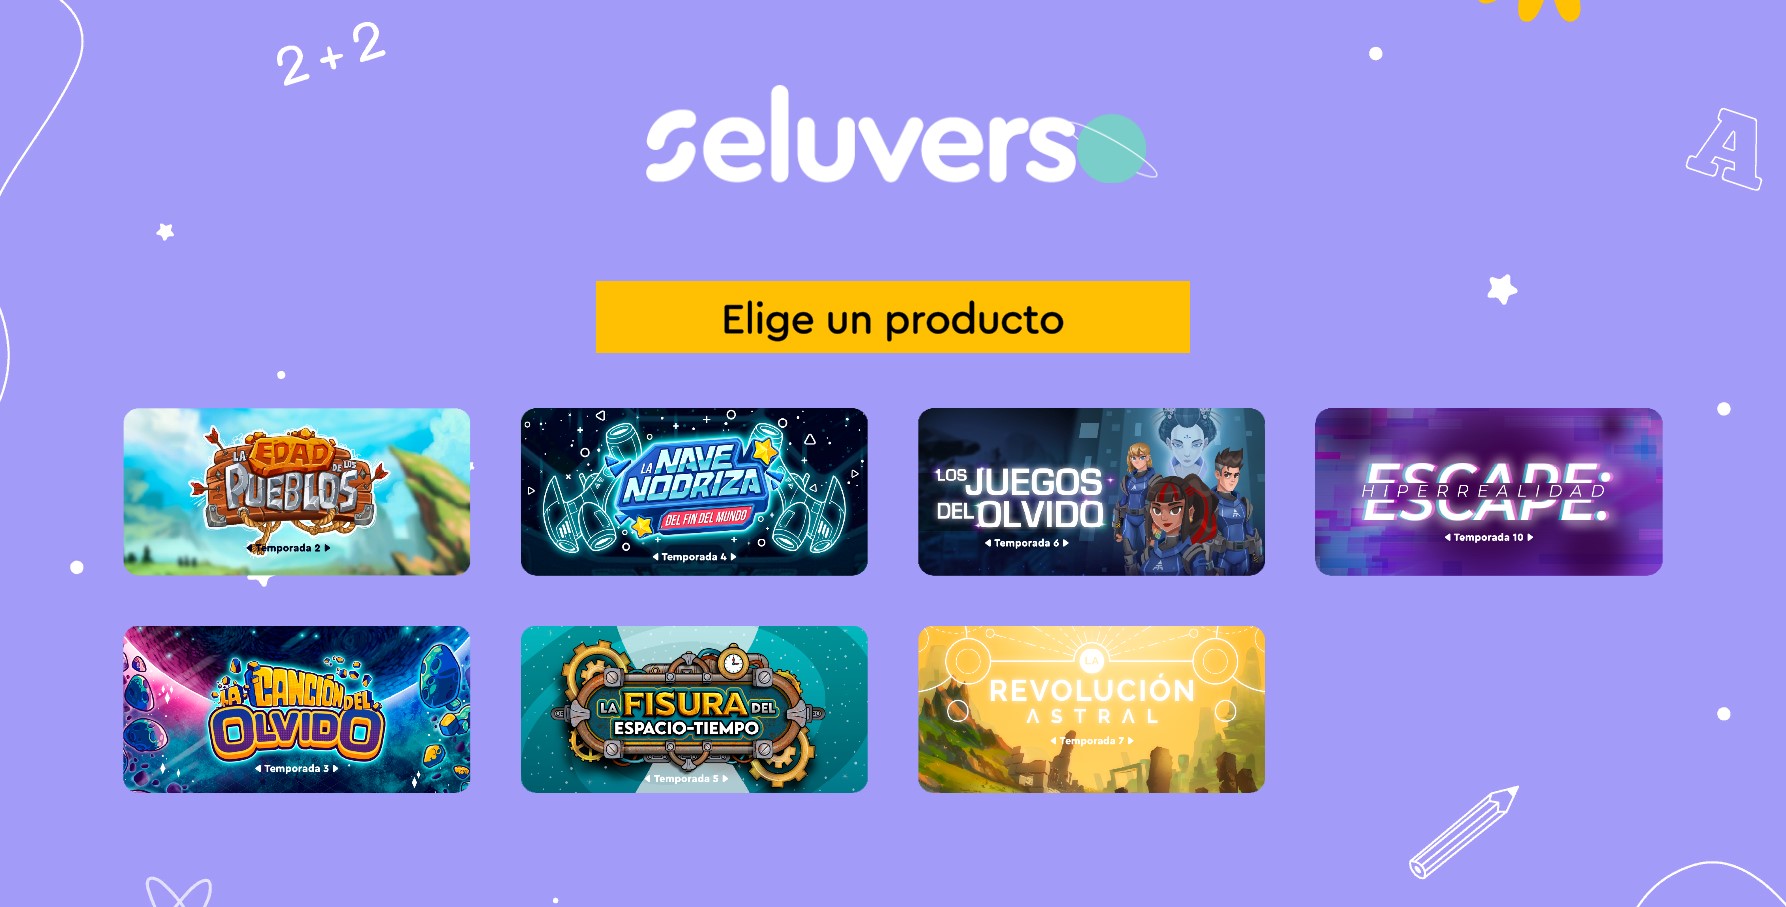 2+2
seluverso
A
Elige un producto
LA EDAD DE LOS
PUEBLOS
Temporada 2
LA NAVE
NODRIZA
DEL FIN DEL MUNDO
Temporada 4
LOS JUEGOS
DEL OLVIDO
Temporada 6
ESCAPE:
HIPERREALIDAD
Temporada 10
LA CANCIÓN DEL
OLVIDO
Temporada 3
LA FISURA DEL
ESPACIO-TIEMPO
Temporada 5
LA
REVOLUCIÓN
ASTRAL
Temporada 7